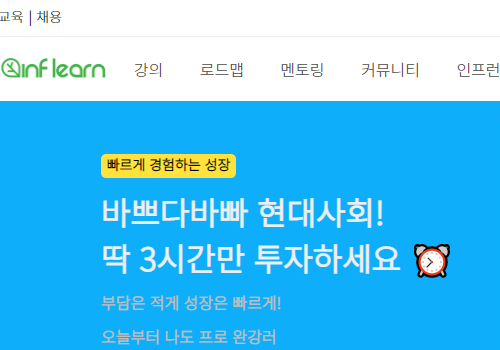 교육 | 채용
inflearn 강의 로드맵 멘토링 커뮤니티 인프런
빠르게 경험하는 성장
바쁘다바빠 현대사회!
딱 3시간만 투자하세요
부담은 적게 성장은 빠르게!
오늘부터 나도 프로 완강러